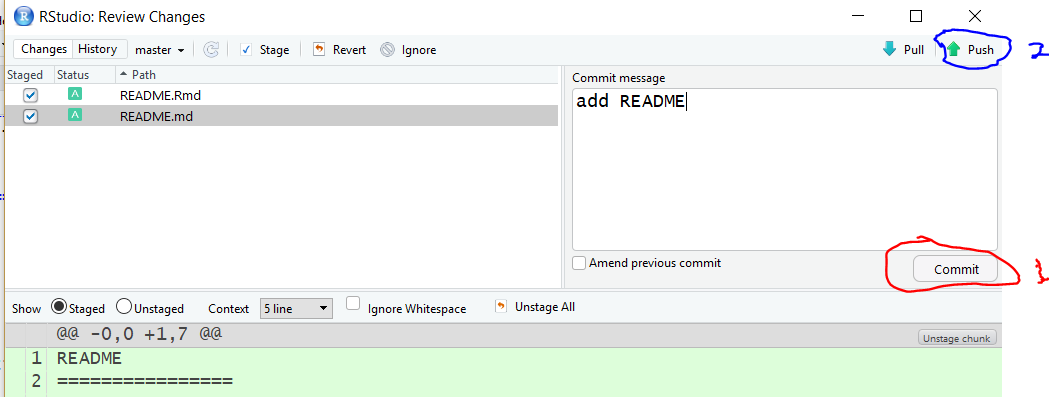 RStudio: Review Changes
Changes History master Stage Revert Ignore Pull Push 2
Staged Status Path
A README.Rmd
A README.md
Commit message
add README
Amend previous commit
Commit 1
Show Staged Unstaged Context 5 line Ignore Whitespace Unstage All
@@ -0,0 +1,7 @@ Unstage chunk
1 README
2 ================